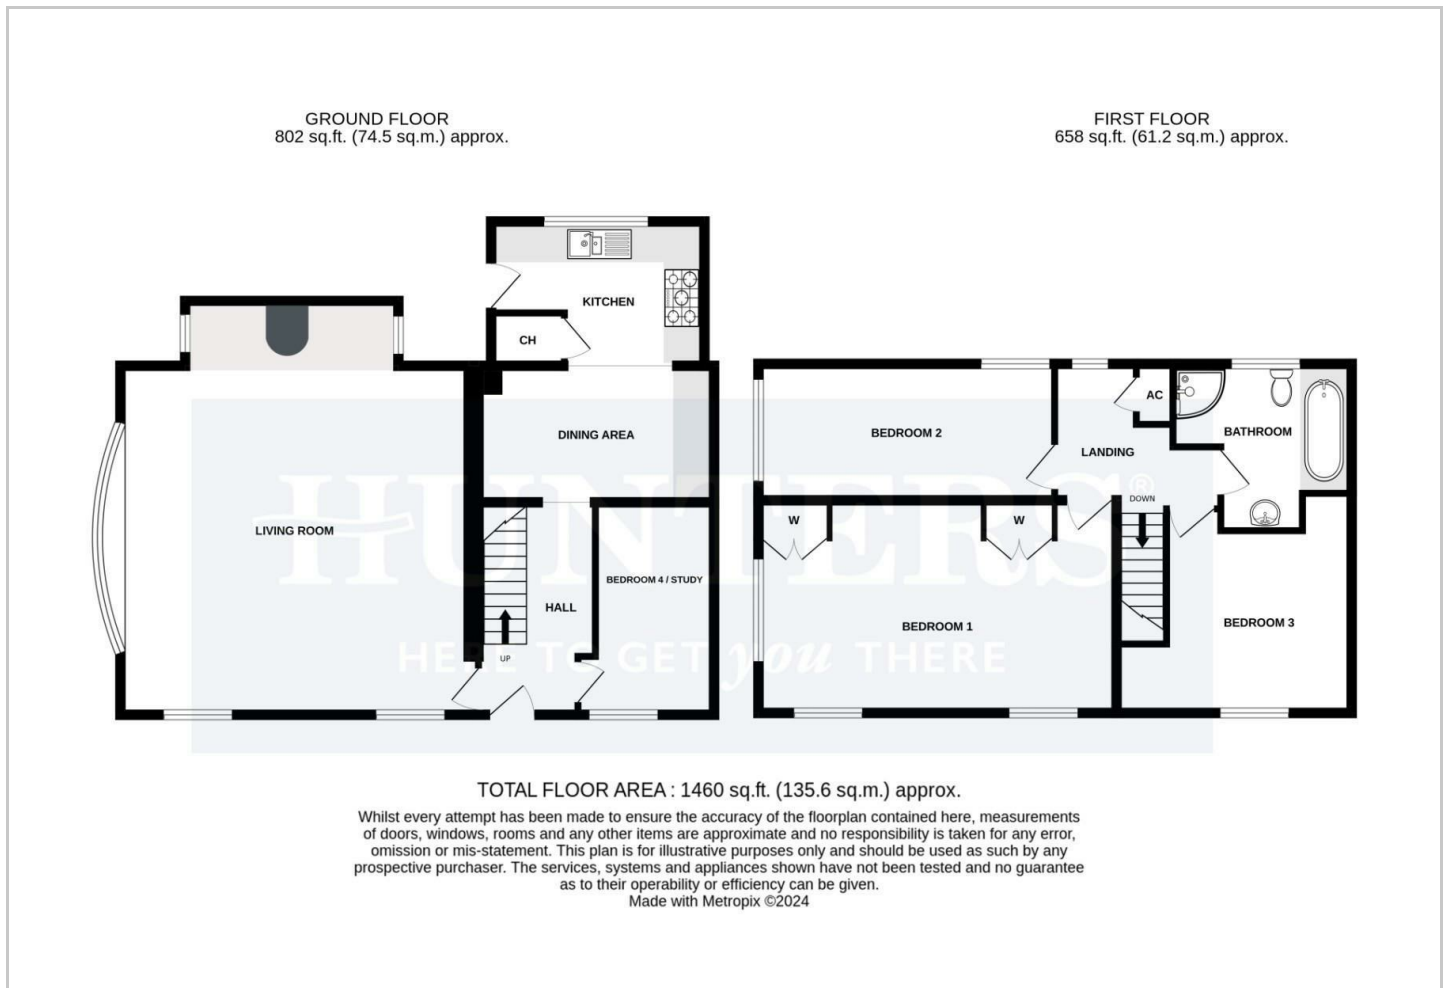 GROUND FLOOR
802 sq.ft. (74.5 sq.m.) approx.
FIRST FLOOR
658 sq.ft. (61.2 sq.m.) approx.
KITCHEN
CH
DINING AREA
LIVING ROOM
BEDROOM 4 / STUDY
HALL
UP
BEDROOM 2
LANDING
AC
BATHROOM
DOWN
W
W
BEDROOM 1
BEDROOM 3
HUNTERS®
HERE TO GET you THERE
TOTAL FLOOR AREA : 1460 sq.ft. (135.6 sq.m.) approx.
Whilst every attempt has been made to ensure the accuracy of the floorplan contained here, measurements
of doors, windows, rooms and any other items are approximate and no responsibility is taken for any error,
omission or mis-statement. This plan is for illustrative purposes only and should be used as such by any
prospective purchaser. The services, systems and appliances shown have not been tested and no guarantee
as to their operability or efficiency can be given.
Made with Metropix ©2024